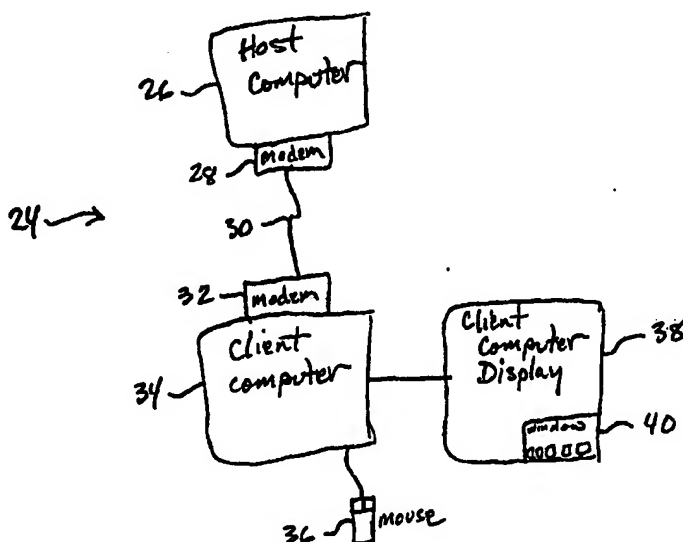 Host
Computer
26
modem
28
24
30
32
modem
Client
Computer
34
Client
Computer
Display
38
window
40
36
mouse